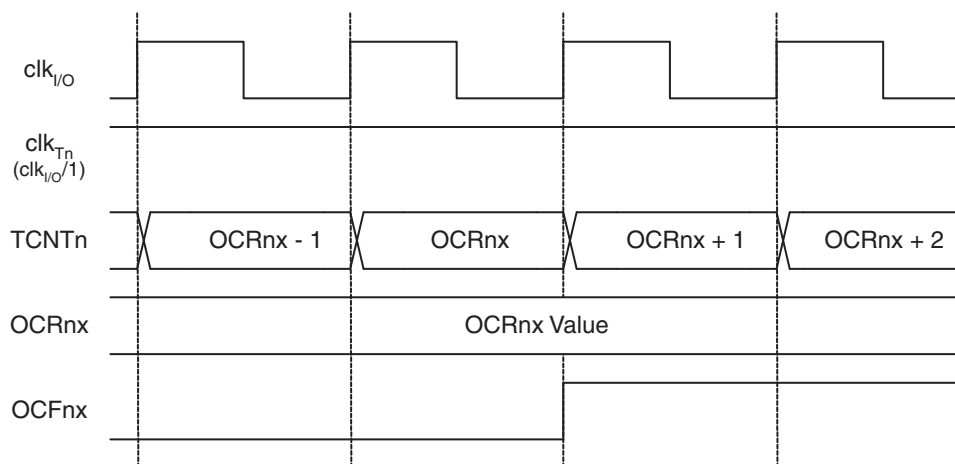 clkI/O
clkTn
(clkI/O/1)
TCNTn OCRnx - 1 OCRnx OCRnx + 1 OCRnx + 2
OCRnx OCRnx Value
OCFnx